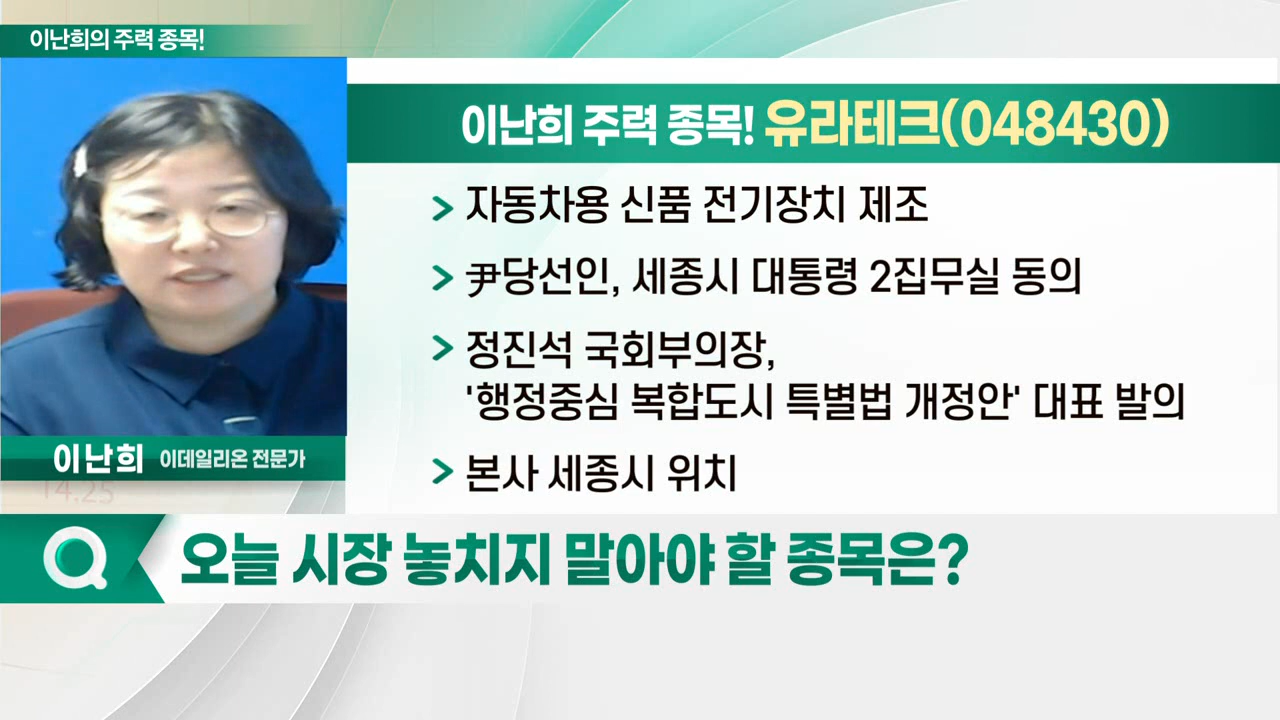 이난희의 주력 종목!
이난희 주력 종목! 유라테크(048430)
자동차용 신품 전기장치 제조
尹당선인, 세종시 대통령 2집무실 동의
정진석 국회부의장,
'행정중심 복합도시 특별법 개정안' 대표 발의
본사 세종시 위치
이난희 이데일리온 전문가
14:25
오늘 시장 놓치지 말아야 할 종목은?